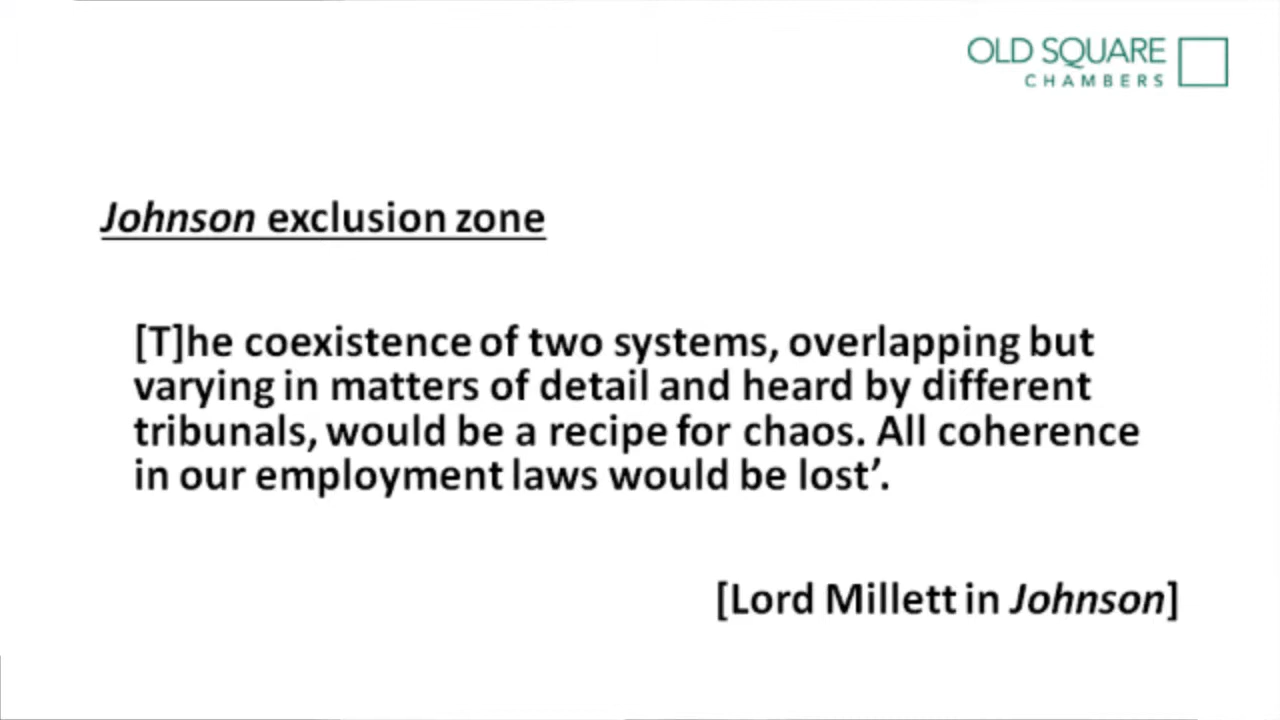 OLD SQUARE
CHAMBERS
Johnson exclusion zone
[T]he coexistence of two systems, overlapping but
varying in matters of detail and heard by different
tribunals, would be a recipe for chaos. All coherence
in our employment laws would be lost’.
[Lord Millett in Johnson]